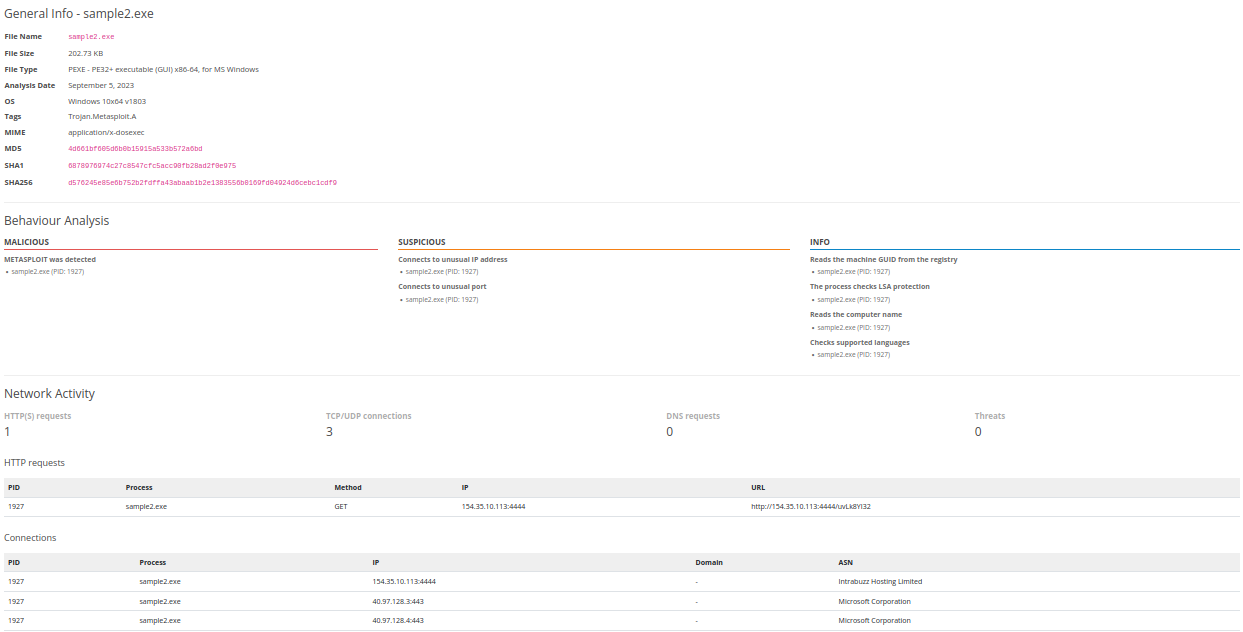 General Info - sample2.exe
File Name sample2.exe
File Size 202.73 KB
File Type PEXE - PE32+ executable (GUI) x86-64, for MS Windows
Analysis Date September 5, 2023
OS Windows 10x64 v1803
Tags Trojan.Metasploit.A
MIME application/x-dosexec
MD5 4d661bf605d6b0b15915a533b572a6bd
SHA1 6878976974c27c8547cfc5acc90fb28ad2f0e975
SHA256 d576245e85e6b752b2fdffa43abaab1b2e1383556b0169fd04924d6cebc1cdf9
Behaviour Analysis
MALICIOUS SUSPICIOUS INFO
METASPLOIT was detected Connects to unusual IP address Reads the machine GUID from the registry
• sample2.exe (PID: 1927) • sample2.exe (PID: 1927) • sample2.exe (PID: 1927)
Connects to unusual port The process checks LSA protection
• sample2.exe (PID: 1927) • sample2.exe (PID: 1927)
Reads the computer name
• sample2.exe (PID: 1927)
Checks supported languages
• sample2.exe (PID: 1927)
Network Activity
HTTP(S) requests TCP/UDP connections DNS requests Threats
1 3 0 0
HTTP requests
PID Process Method IP URL
1927 sample2.exe GET 154.35.10.113:4444 http://154.35.10.113:4444/uvLk8YI32
Connections
PID Process IP Domain ASN
1927 sample2.exe 154.35.10.113:4444 - Intrabuzz Hosting Limited
1927 sample2.exe 40.97.128.3:443 - Microsoft Corporation
1927 sample2.exe 40.97.128.4:443 - Microsoft Corporation